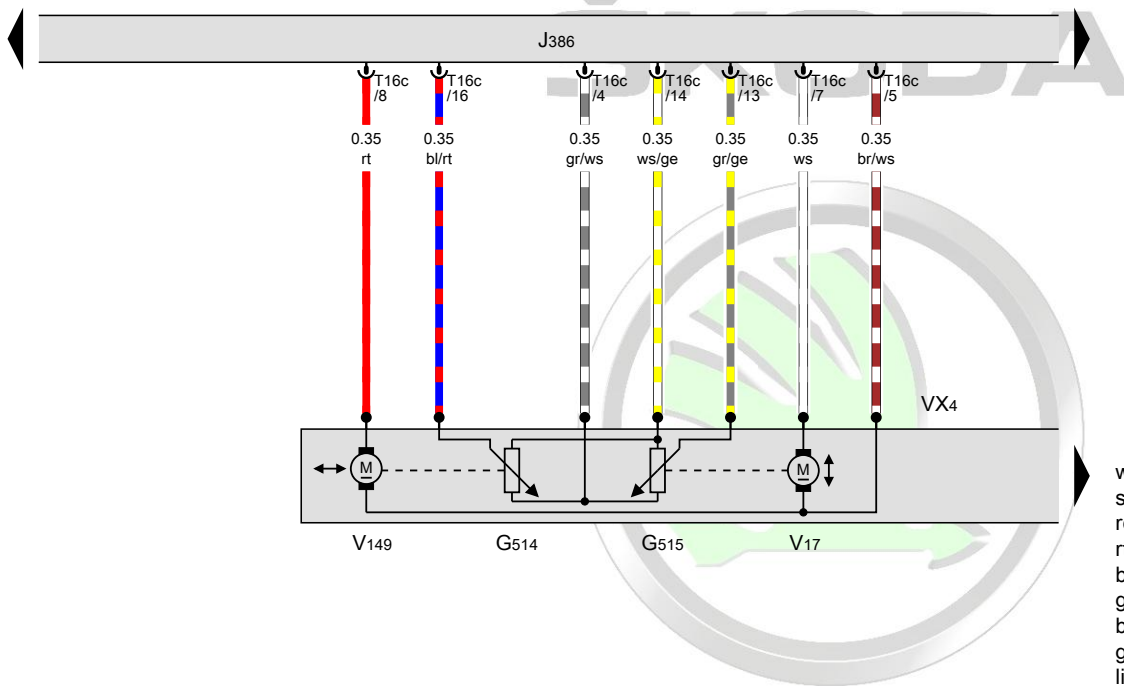 ŠKODA
J386
T16c T16c T16c T16c T16c T16c T16c
/8 /16 /4 /14 /13 /7 /5
0.35 0.35 0.35 0.35 0.35 0.35 0.35
rt bl/rt gr/ws ws/ge gr/ge ws br/ws
VX4
M M
V149 G514 G515 V17